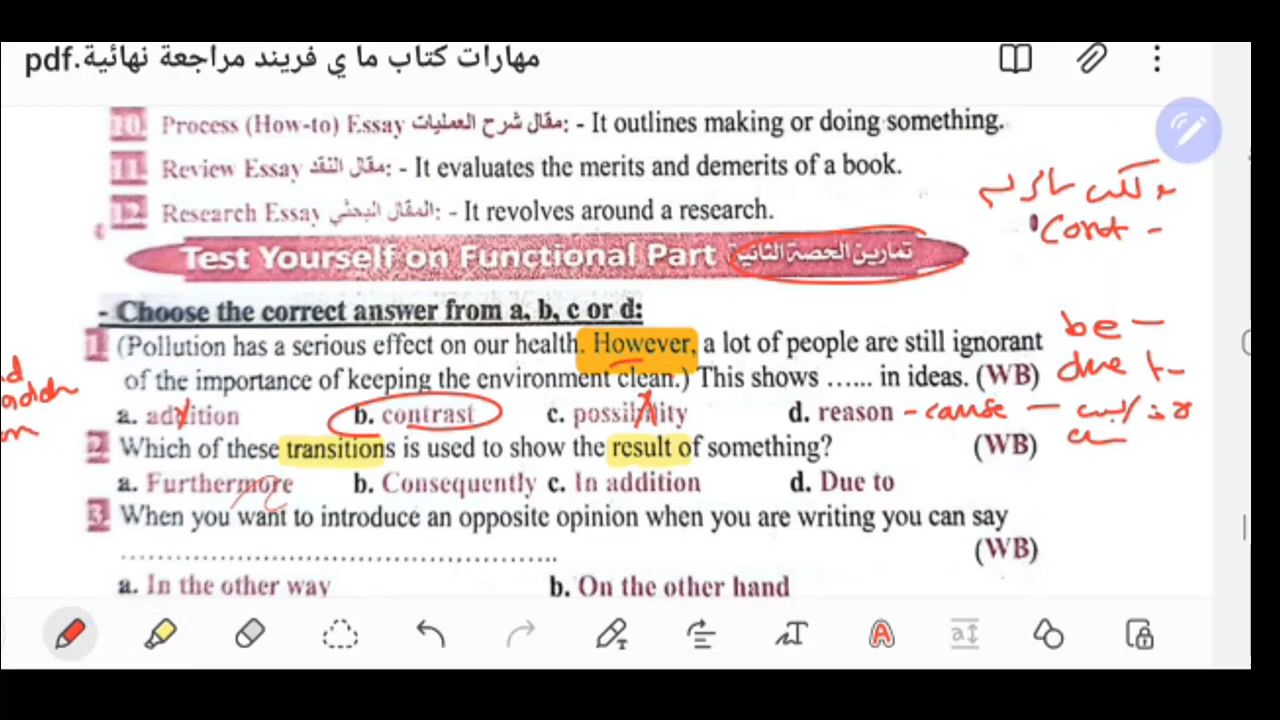 مهارات كتاب ما ي فريند مراجعة نهائية.pdf
10 Process (How-to) Essay مقال شرح العمليات: - It outlines making or doing something.
11 Review Essay مقال النقد: - It evaluates the merits and demerits of a book.
12 Research Essay المقال البحثي: - It revolves around a research.
Cont -
Test Yourself on Functional Part تمارين الحصة الثانية
- Choose the correct answer from a, b, c or d:
1 (Pollution has a serious effect on our health. However, a lot of people are still ignorant
be -
of the importance of keeping the environment clean.) This shows ...... in ideas. (WB)
due t-
a. addition b. contrast c. possibility d. reason - cause -
2 Which of these transitions is used to show the result of something? (WB)
a. Furthermore b. Consequently c. In addition d. Due to
3 When you want to introduce an opposite opinion when you are writing you can say
.................................................... (WB)
a. In the other way b. On the other hand